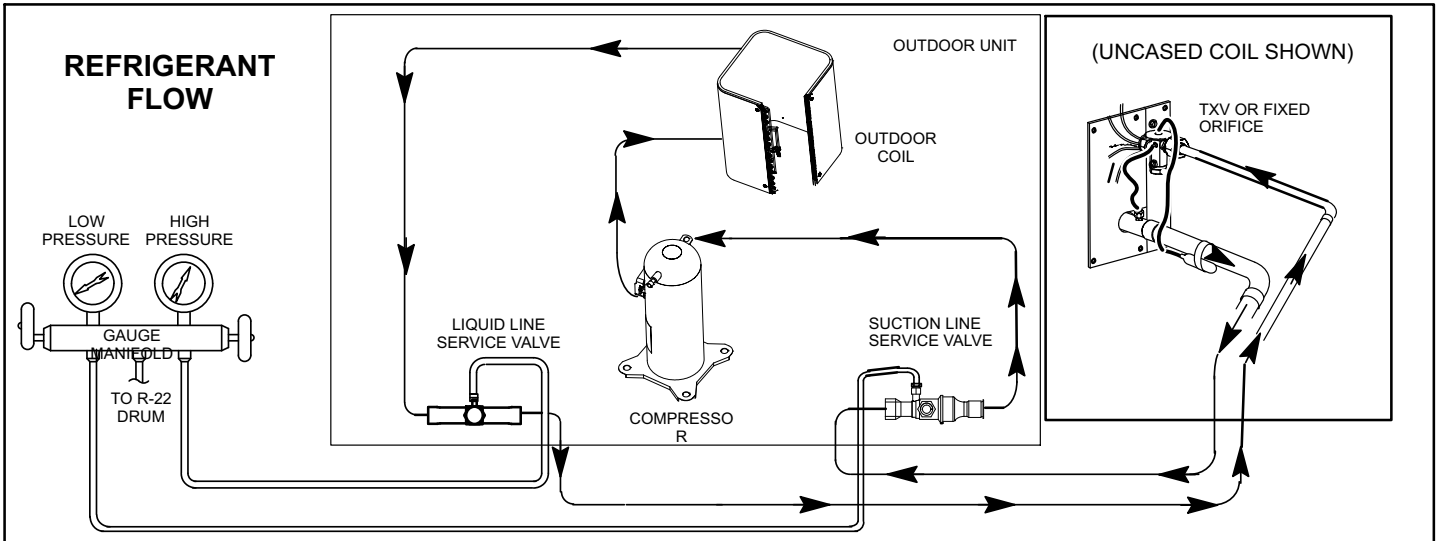 REFRIGERANT
FLOW
OUTDOOR UNIT
(UNCASED COIL SHOWN)
TXV OR FIXED
ORIFICE
OUTDOOR
COIL
LOW
PRESSURE
HIGH
PRESSURE
GAUGE
MANIFOLD
TO R-22
DRUM
LIQUID LINE
SERVICE VALVE
SUCTION LINE
SERVICE VALVE
COMPRESSO
R